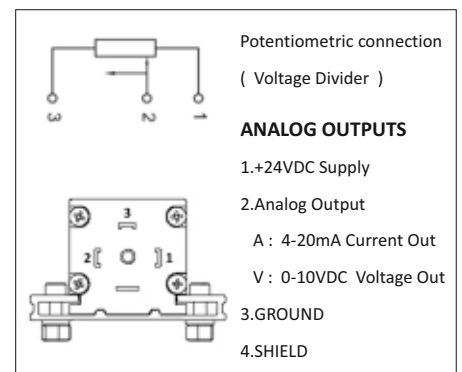 Potentiometric connection
( Voltage Divider )
3 2 1
ANALOG OUTPUTS
1.+24VDC Supply
2.Analog Output
A : 4-20mA Current Out
V : 0-10VDC Voltage Out
3.GROUND
4.SHIELD
3
2 1